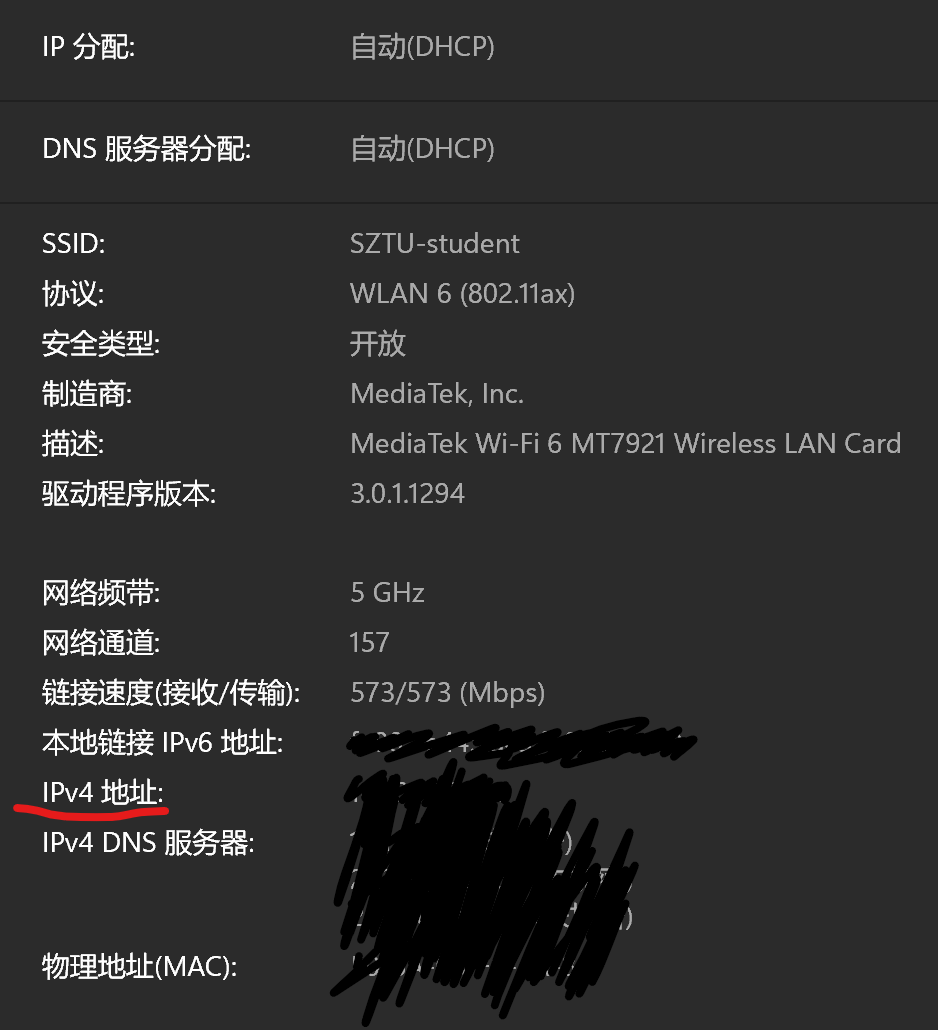 IP 分配: 自动(DHCP)
DNS 服务器分配: 自动(DHCP)
SSID: SZTU-student
协议: WLAN 6 (802.11ax)
安全类型: 开放
制造商: MediaTek, Inc.
描述: MediaTek Wi-Fi 6 MT7921 Wireless LAN Card
驱动程序版本: 3.0.1.1294
网络频带: 5 GHz
网络通道: 157
链接速度(接收/传输): 573/573 (Mbps)
本地链接 IPv6 地址:
IPv4 地址:
IPv4 DNS 服务器:
物理地址(MAC):